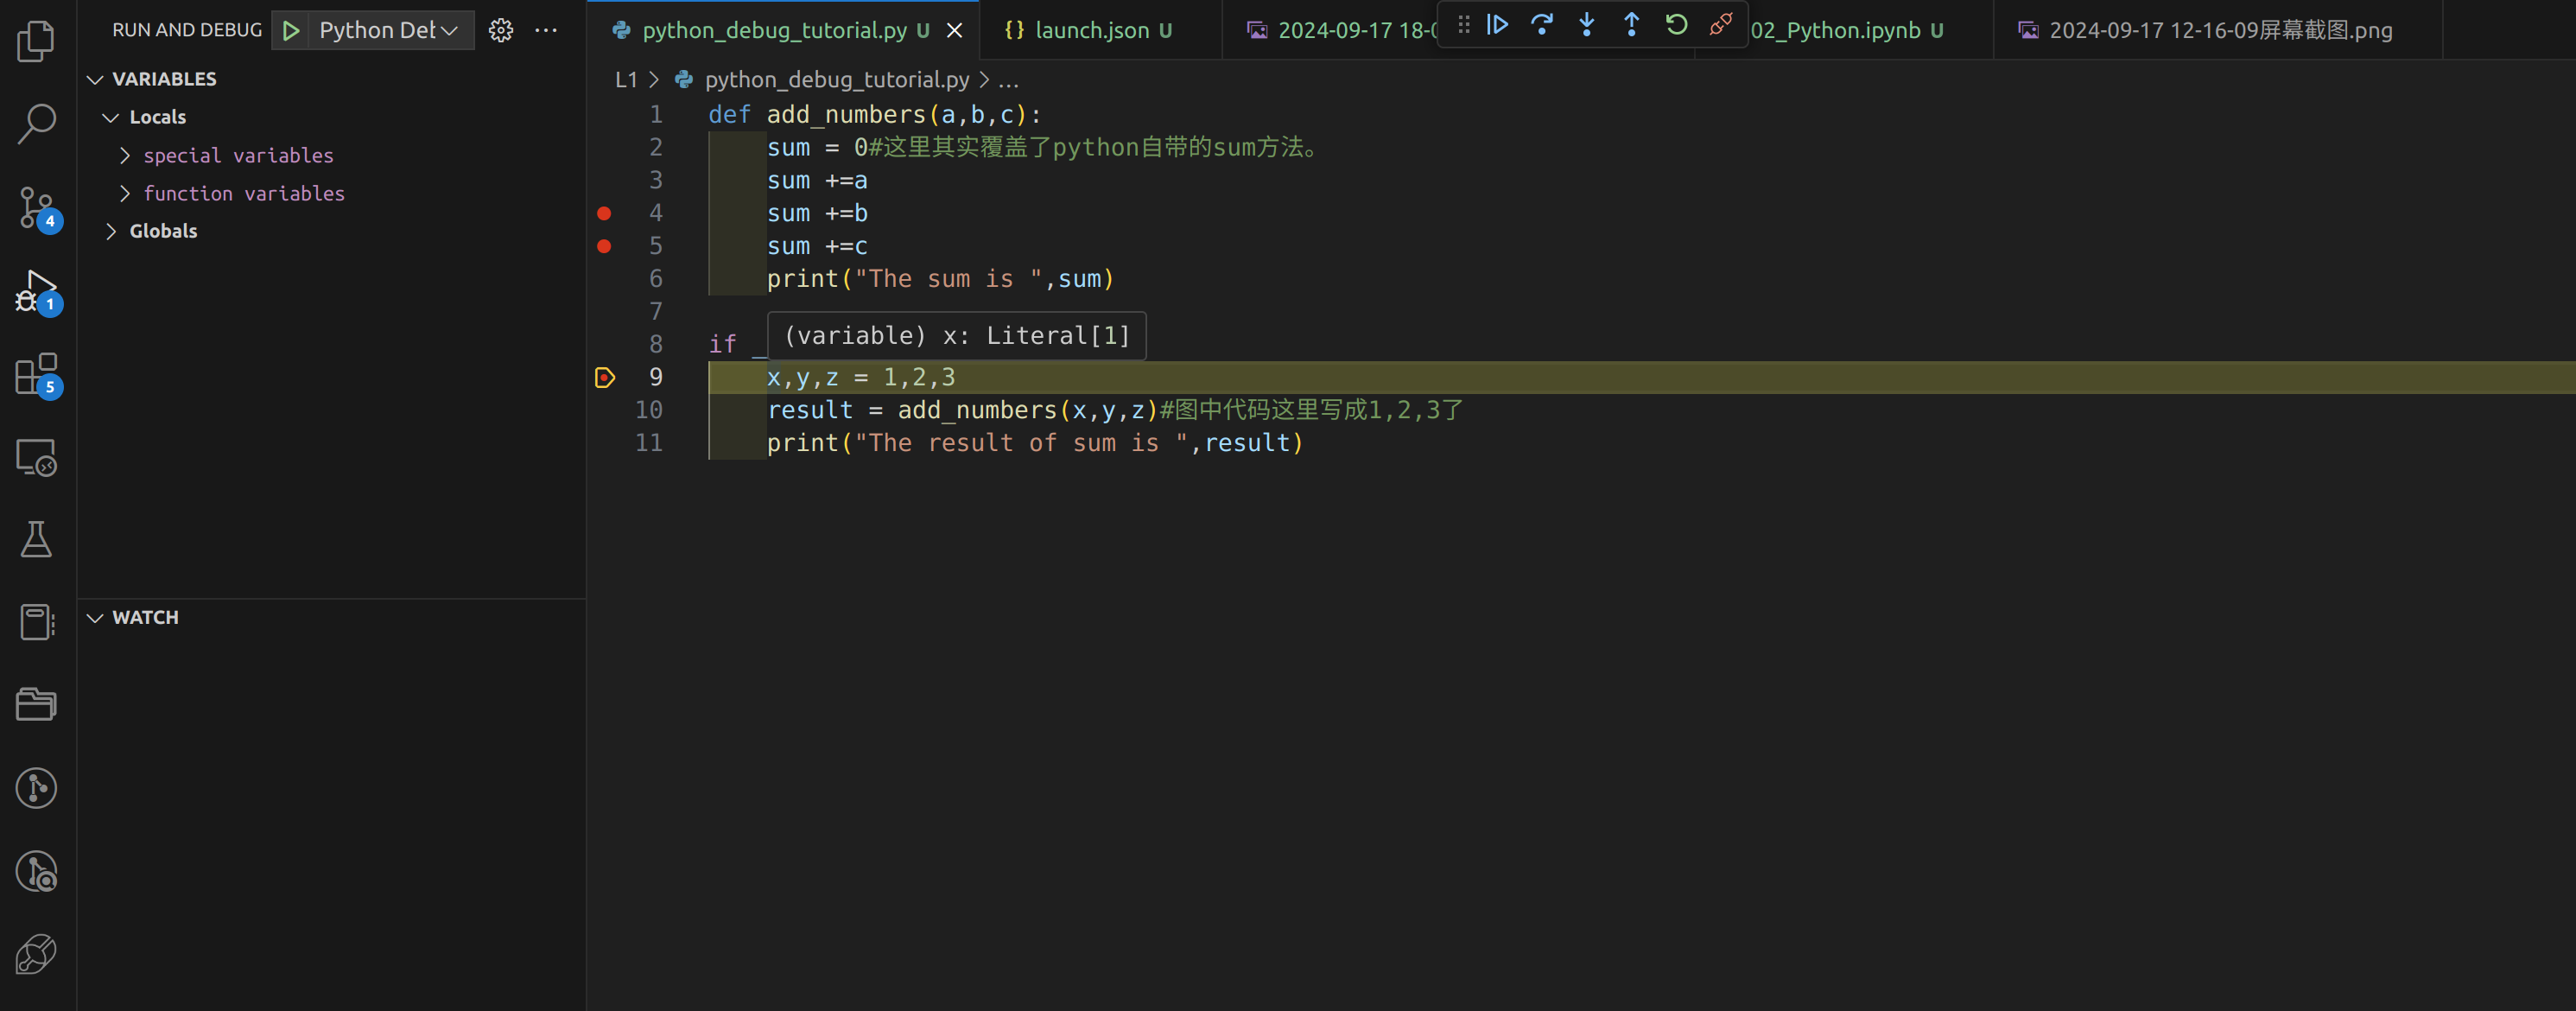 RUN AND DEBUG
Python Det
python_debug_tutorial.py U
{} launch.json U
2024-09-17 18-0
02_Python.ipynb U
2024-09-17 12-16-09屏幕截图.png
VARIABLES
Locals
special variables
function variables
Globals
WATCH
4
1
5
L1 > python_debug_tutorial.py > ...
1 def add_numbers(a,b,c):
2 sum = 0#这里其实覆盖了python自带的sum方法。
3 sum +=a
4 sum +=b
5 sum +=c
6 print("The sum is ",sum)
7
(variable) x: Literal[1]
8 if _
9 x,y,z = 1,2,3
10 result = add_numbers(x,y,z)#图中代码这里写成1,2,3了
11 print("The result of sum is ",result)